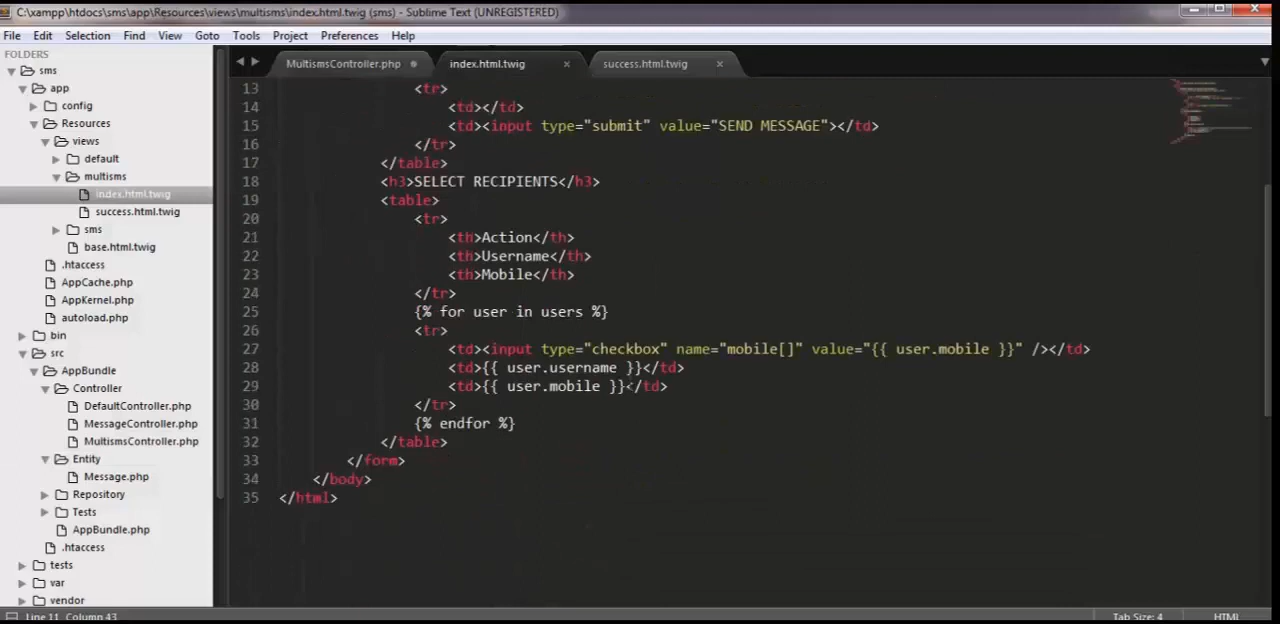 C:\xampp\htdocs\sms\app\Resources\views\multisms\index.html.twig (sms) - Sublime Text (UNREGISTERED)
File Edit Selection Find View Goto Tools Project Preferences Help
FOLDERS
sms
app
config
Resources
views
default
multisms
index.html.twig
success.html.twig
sms
base.html.twig
.htaccess
AppCache.php
AppKernel.php
autoload.php
bin
src
AppBundle
Controller
DefaultController.php
MessageController.php
MultismsController.php
Entity
Message.php
Repository
Tests
AppBundle.php
.htaccess
tests
var
vendor
MultismsController.php index.html.twig success.html.twig
13 <tr>
14 <td></td>
15 <td><input type="submit" value="SEND MESSAGE"></td>
16 </tr>
17 </table>
18 <h3>SELECT RECIPIENTS</h3>
19 <table>
20 <tr>
21 <th>Action</th>
22 <th>Username</th>
23 <th>Mobile</th>
24 </tr>
25 {% for user in users %}
26 <tr>
27 <td><input type="checkbox" name="mobile[]" value="{{ user.mobile }}" /></td>
28 <td>{{ user.username }}</td>
29 <td>{{ user.mobile }}</td>
30 </tr>
31 {% endfor %}
32 </table>
33 </form>
34 </body>
35 </html>
Line 11, Column 43 Tab Size: 4 HTML